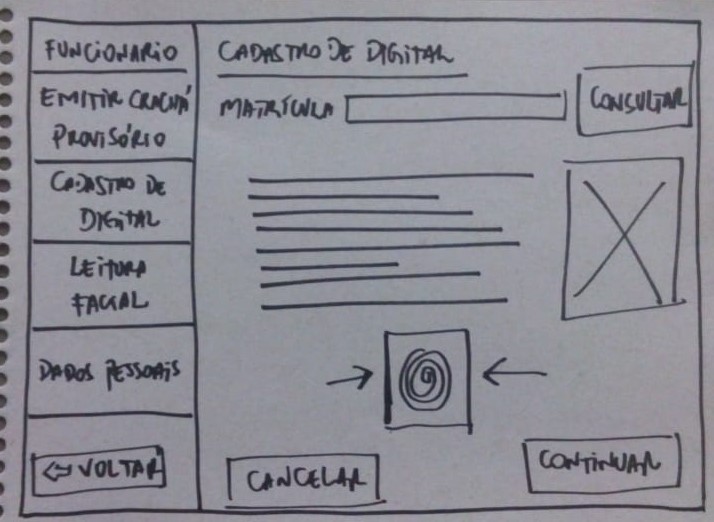 FUNCIONARIO
EMITIR CRACHÁ
PROVISÓRIO
CADASTRO DE
DIGITAL
LEITURA
FACIAL
DADOS PESSOAIS
⇦ VOLTAR
CADASTRO DE DIGITAL
MATRÍCULA
CONSULTAR
CANCELAR
CONTINUAR